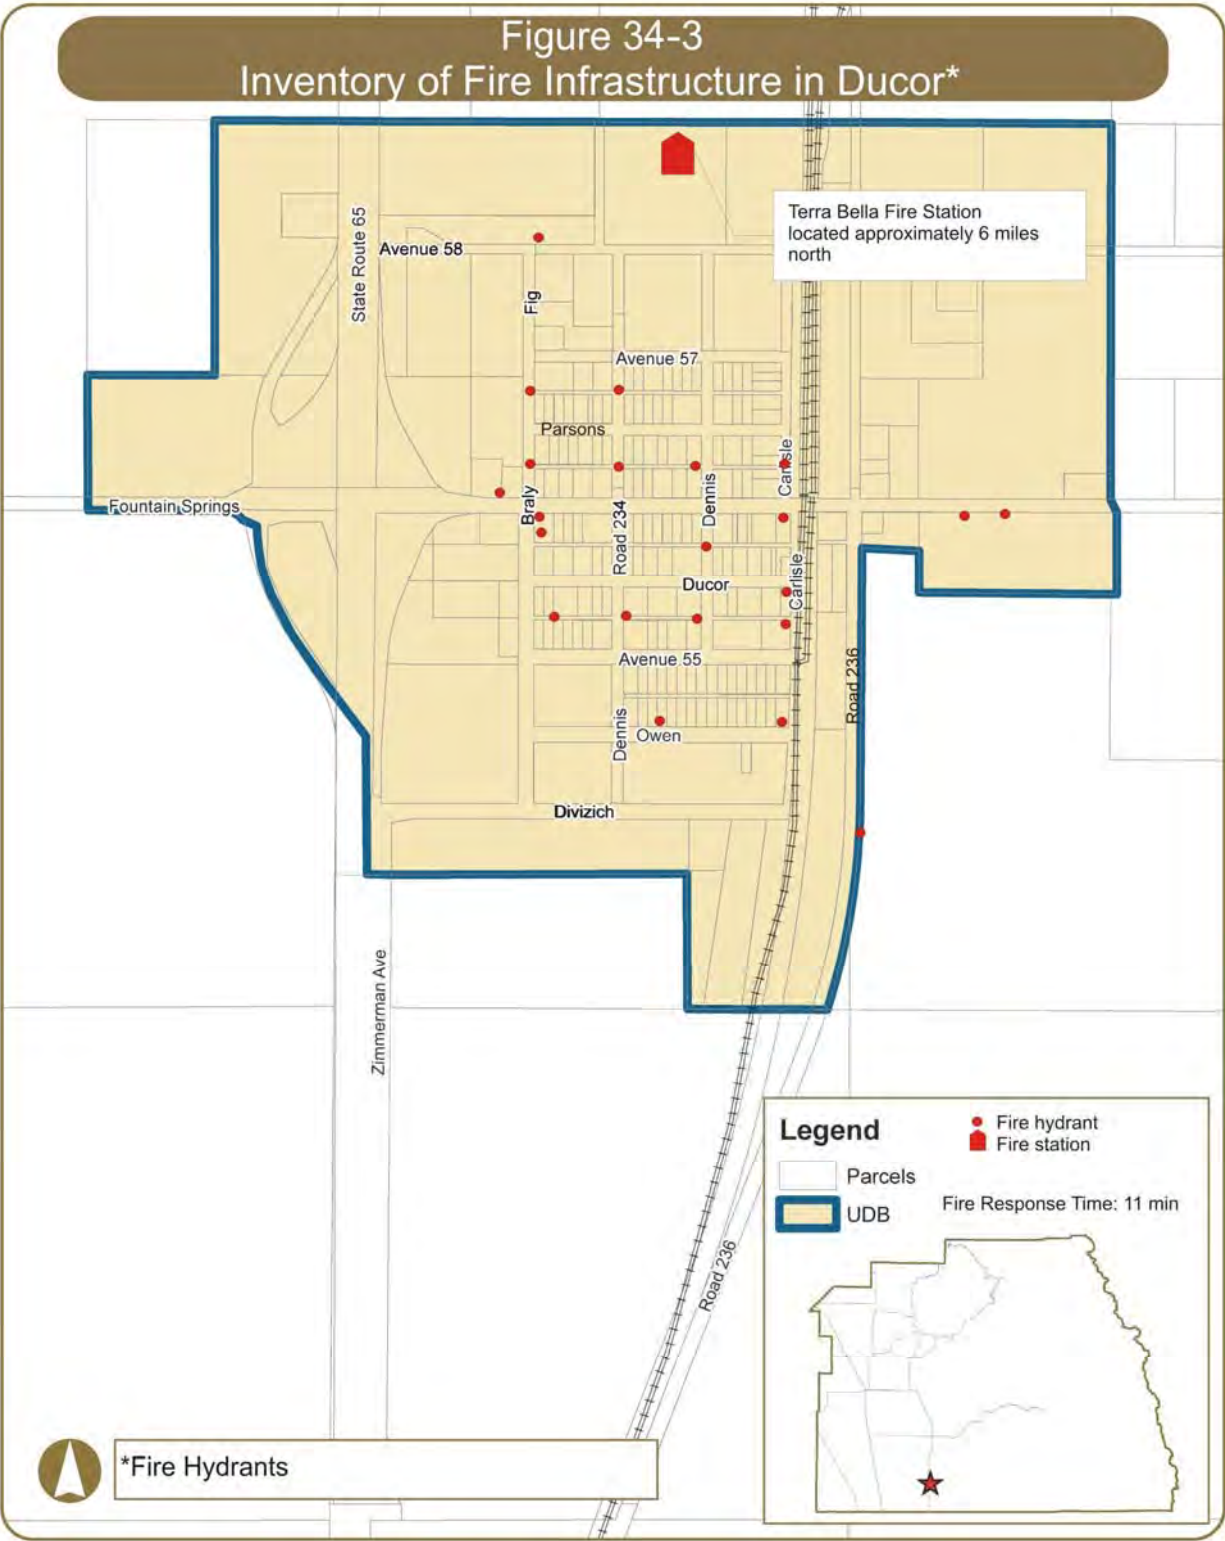 Figure 34-3
Inventory of Fire Infrastructure in Ducor*
Terra Bella Fire Station
located approximately 6 miles
north
State Route 65
Avenue 58
Fig
Avenue 57
Parsons
Carlisle
Fountain Springs
Braly
Road 234
Dennis
Ducor
Carlisle
Avenue 55
Road 236
Dennis
Owen
Divizich
Zimmerman Ave
Road 236
Legend
Fire hydrant
Fire station
Parcels
UDB
Fire Response Time: 11 min
*Fire Hydrants